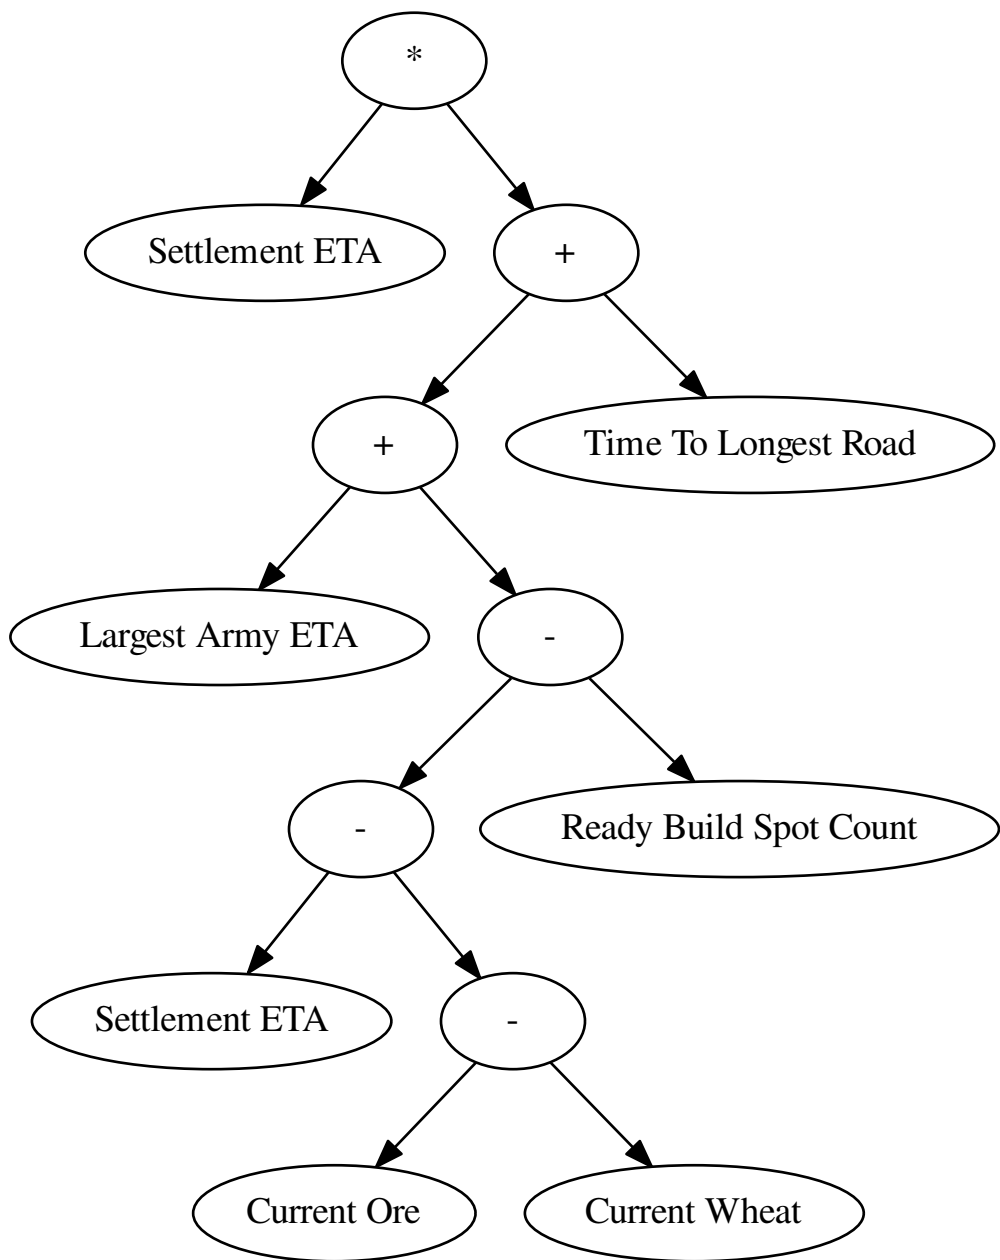 *
Settlement ETA
+
+
Time To Longest Road
Largest Army ETA
-
-
Ready Build Spot Count
Settlement ETA
-
Current Ore
Current Wheat